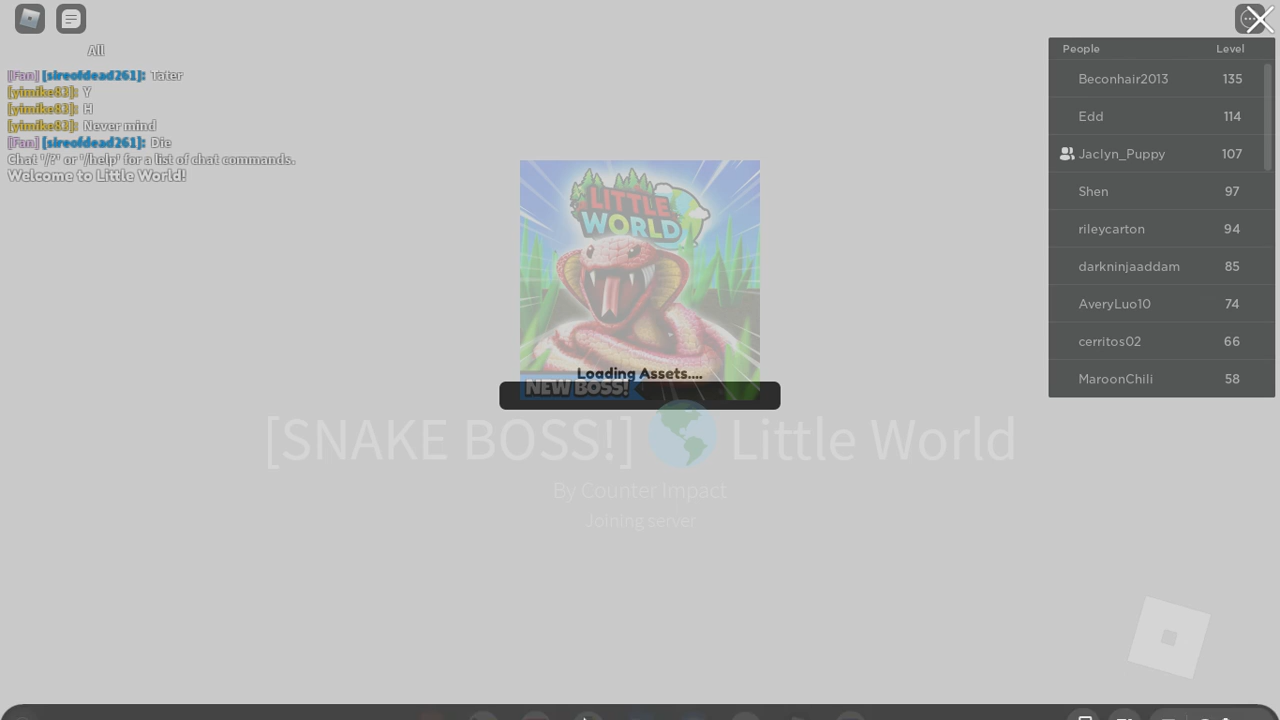 All
[Fan] [sireofdead261]: Tater
[yimike83]: Y
[yimike83]: H
[yimike83]: Never mind
[Fan] [sireofdead261]: Die
Chat '/?' or '/help' for a list of chat commands.
Welcome to Little World!
People Level
Beconhair2013 135
Edd 114
Jaclyn_Puppy 107
Shen 97
rileycarton 94
darkninjaaddam 85
AveryLuo10 74
cerritos02 66
MaroonChili 58
LITTLE
WORLD
Loading Assets....
NEW BOSS!
[SNAKE BOSS!] 🌎 Little World
By Counter Impact
Joining server